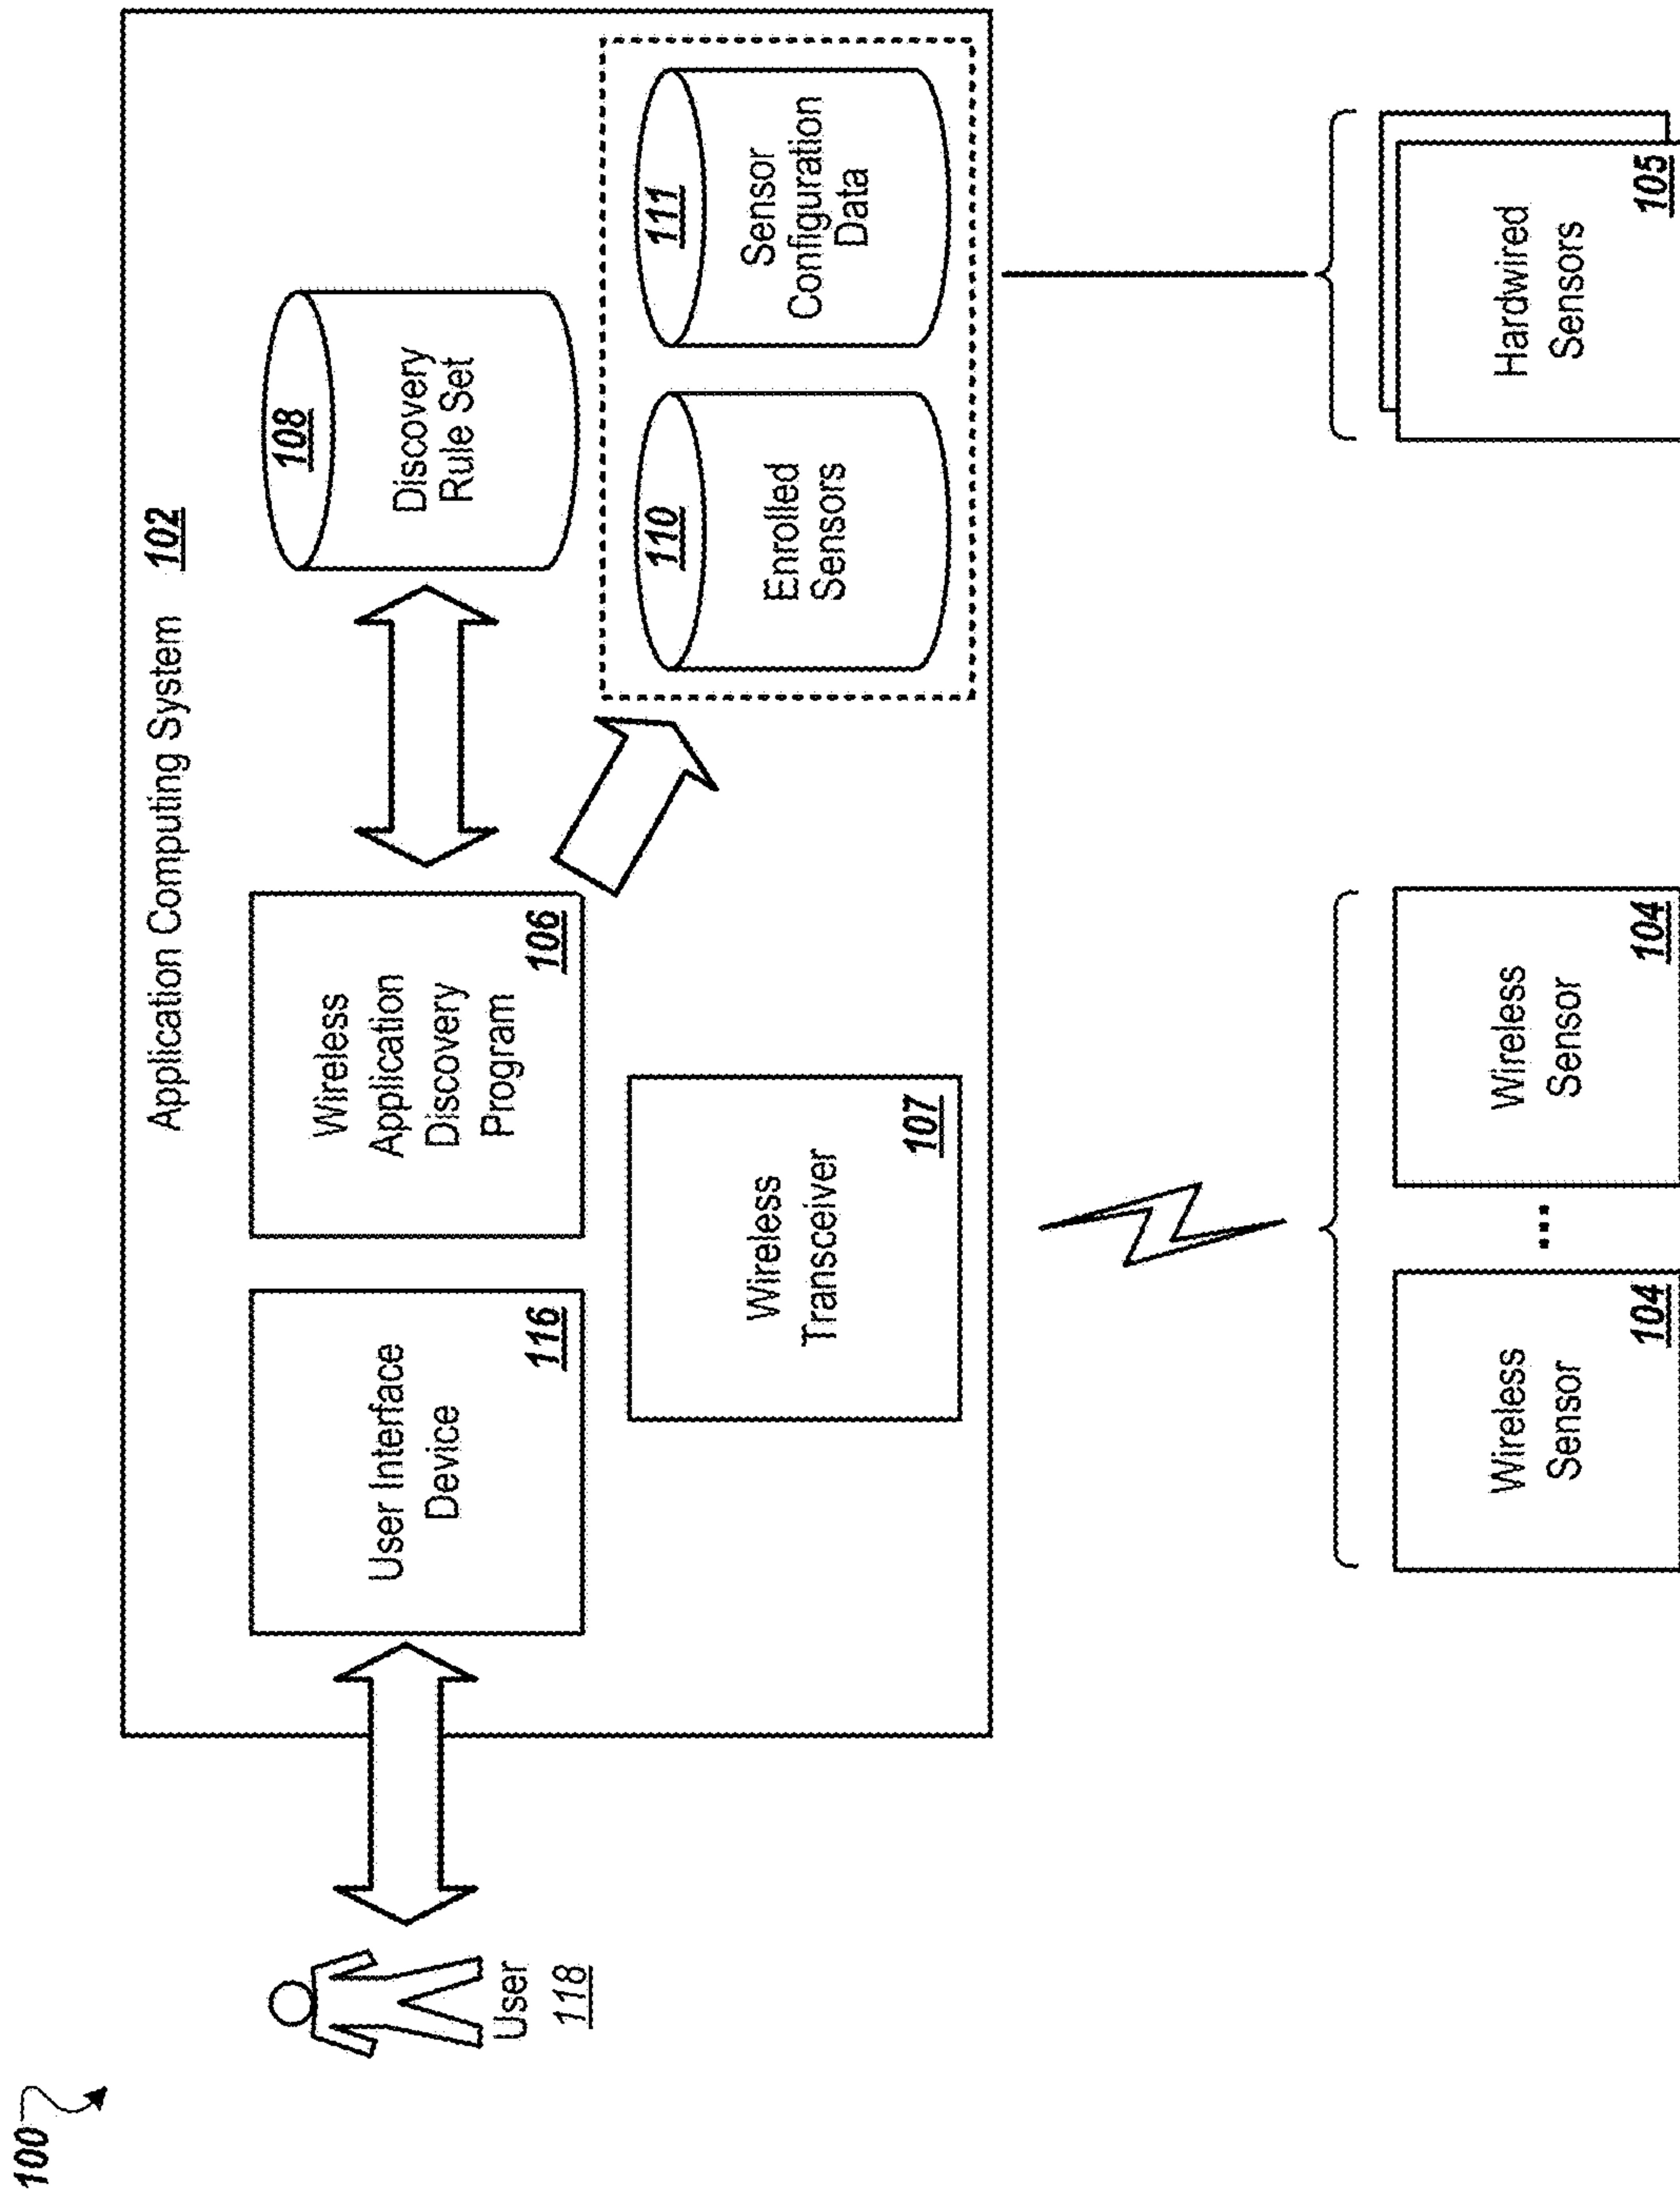 100
Application Computing System 102
User
118
User Interface
Device
116
Wireless
Application
Discovery
Program
106
108
Discovery
Rule Set
Wireless
Transceiver
107
110
Enrolled
Sensors
111
Sensor
Configuration
Data
Wireless
Sensor
104
...
Wireless
Sensor
104
Hardwired
Sensors
105